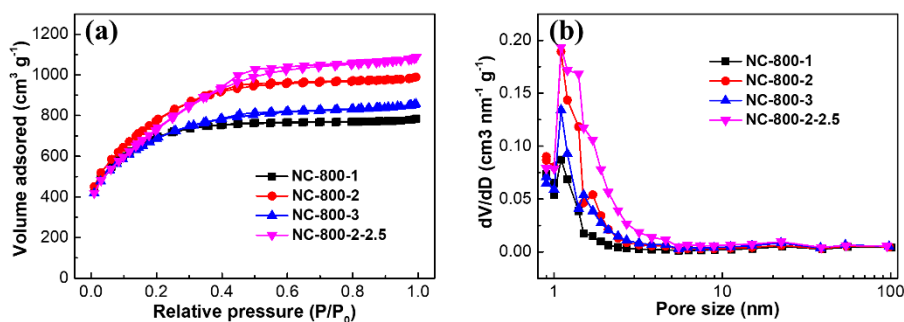 (a)
Volume adsored (cm³ g⁻¹)
1200
1000
800
600
400
200
0
NC-800-1
NC-800-2
NC-800-3
NC-800-2-2.5
0.0 0.2 0.4 0.6 0.8 1.0
Relative pressure (P/P₀)
(b)
dV/dD (cm3 nm⁻¹ g⁻¹)
0.20
0.15
0.10
0.05
0.00
NC-800-1
NC-800-2
NC-800-3
NC-800-2-2.5
1 10 100
Pore size (nm)